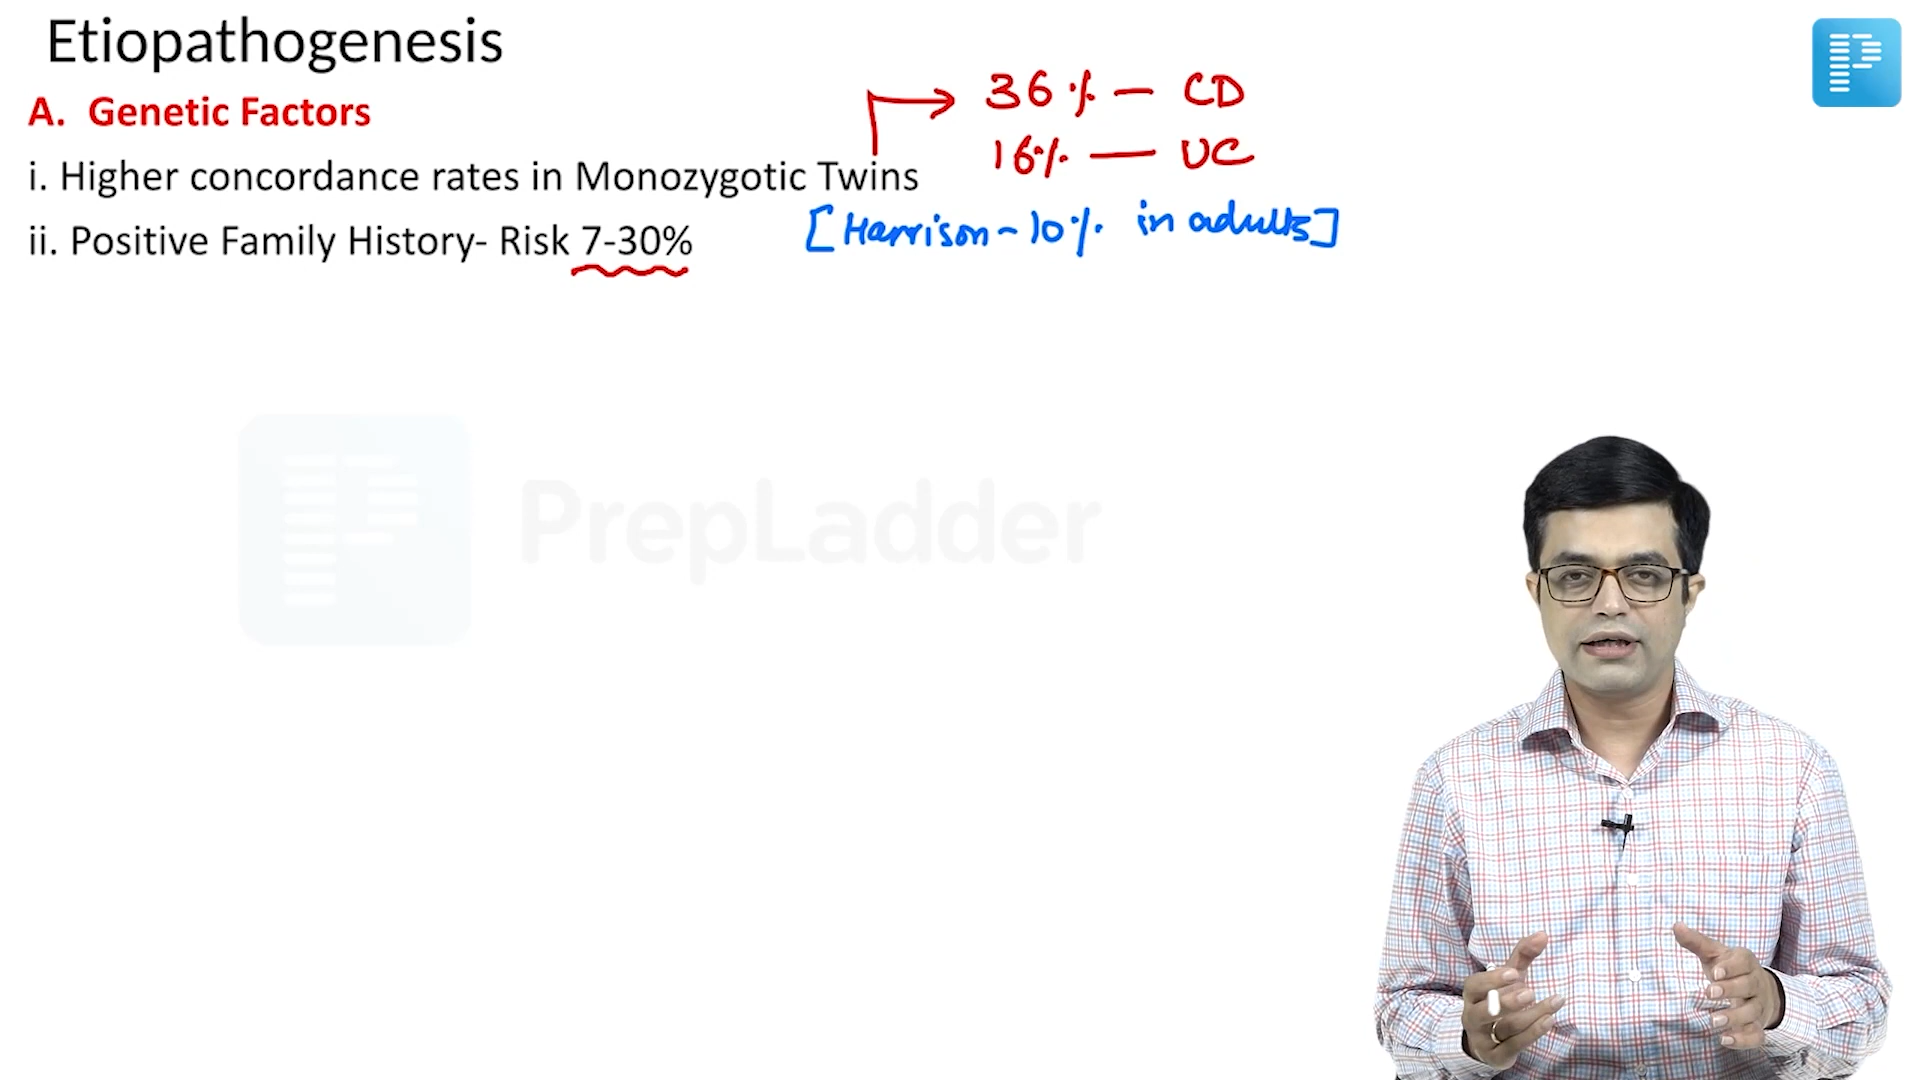 Etiopathogenesis
A. Genetic Factors
36% — CD
16% — UC
i. Higher concordance rates in Monozygotic Twins
[Harrison - 10% in adults]
ii. Positive Family History- Risk 7-30%
PrepLadder